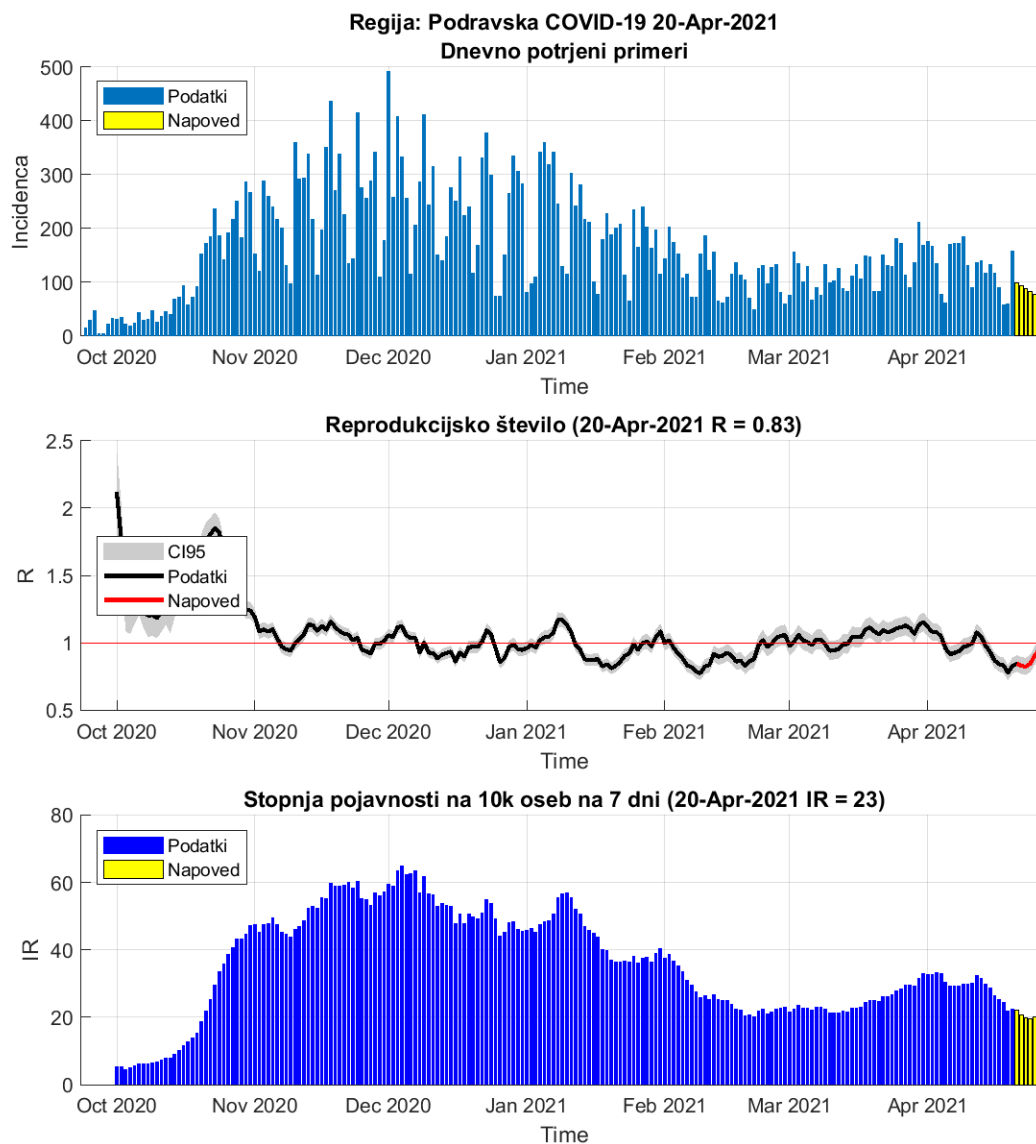 Regija: Podravska COVID-19 20-Apr-2021
Dnevno potrjeni primeri
500
400
300
200
100
0
Incidenca
Podatki
Napoved
Oct 2020 Nov 2020 Dec 2020 Jan 2021 Feb 2021 Mar 2021 Apr 2021
Time
Reprodukcijsko število (20-Apr-2021 R = 0.83)
2.5
2
1.5
1
0.5
R
CI95
Podatki
Napoved
Oct 2020 Nov 2020 Dec 2020 Jan 2021 Feb 2021 Mar 2021 Apr 2021
Time
Stopnja pojavnosti na 10k oseb na 7 dni (20-Apr-2021 IR = 23)
80
60
40
20
0
IR
Podatki
Napoved
Oct 2020 Nov 2020 Dec 2020 Jan 2021 Feb 2021 Mar 2021 Apr 2021
Time